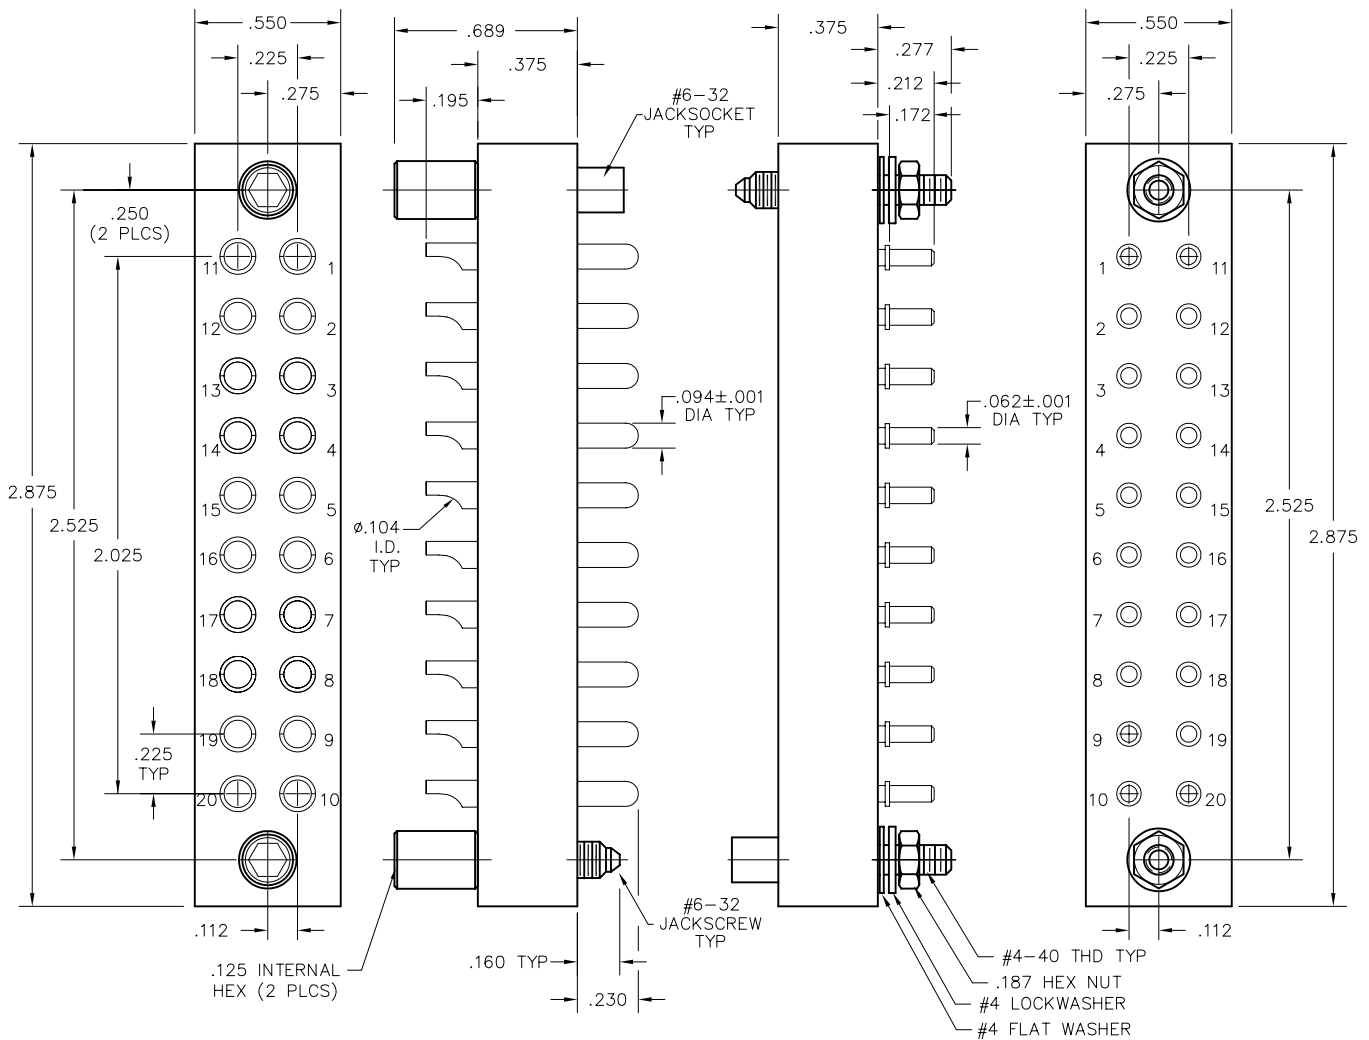 .550
.225
.275
.689
.375
.195
#6-32
JACKSOCKET
TYP
.375
.277
.212
.172
.550
.225
.275
.250
(2 PLCS)
11 1
12 2
13 3
14 4
15 5
16 6
17 7
18 8
19 9
20 10
2.875
2.525
2.025
.225
TYP
.112
.125 INTERNAL
HEX (2 PLCS)
.094±.001
DIA TYP
ø.104
I.D.
TYP
#6-32
JACKSCREW
TYP
.160 TYP
.230
.062±.001
DIA TYP
#4-40 THD TYP
.187 HEX NUT
#4 LOCKWASHER
#4 FLAT WASHER
1 11
2 12
3 13
4 14
5 15
6 16
7 17
8 18
9 19
10 20
2.525
2.875
.112